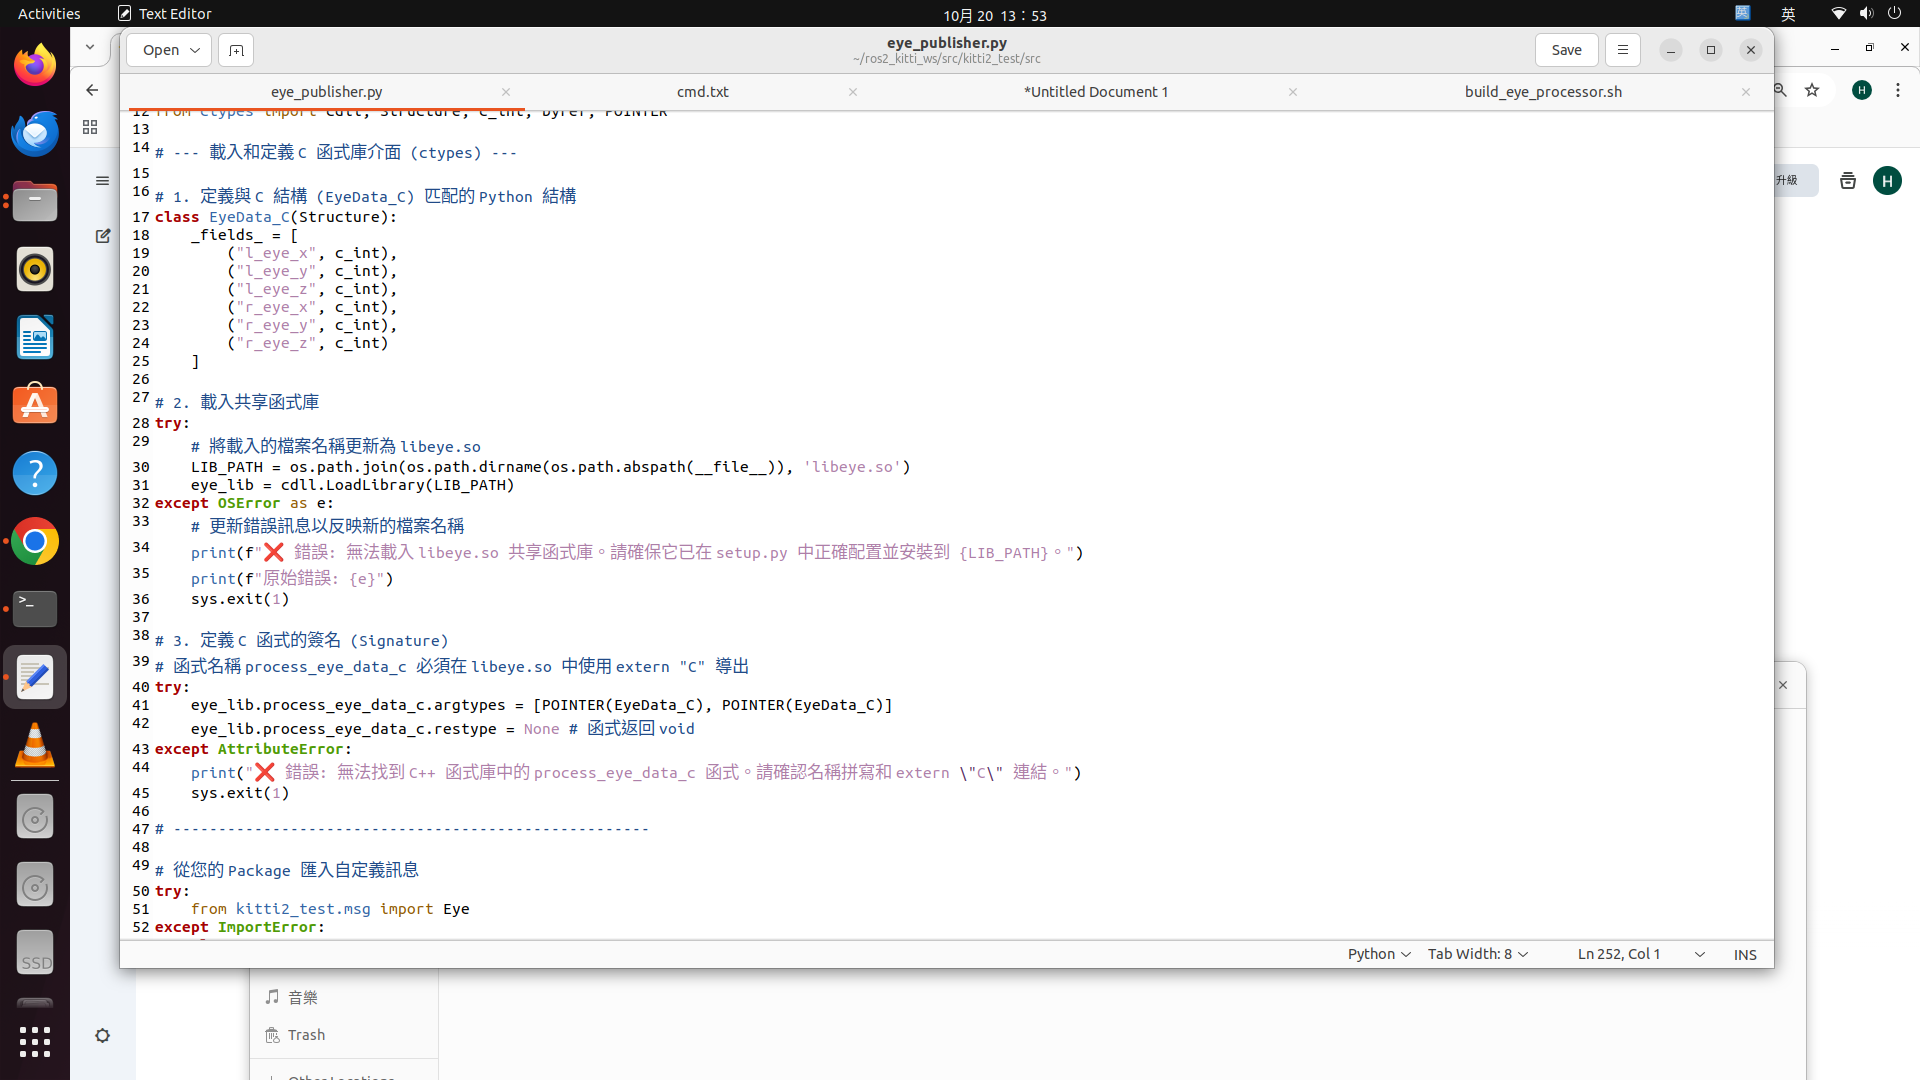 Activities
Text Editor
10月 20 13：53
英
英
Open
eye_publisher.py
~/ros2_kitti_ws/src/kitti2_test/src
Save
eye_publisher.py
cmd.txt
*Untitled Document 1
build_eye_processor.sh
H
12 from ctypes import cdll, Structure, c_int, byref, POINTER
13
14 # --- 載入和定義 C 函式庫介面 (ctypes) ---
15
16 # 1. 定義與 C 結構 (EyeData_C) 匹配的 Python 結構
17 class EyeData_C(Structure):
18     _fields_ = [
19         ("l_eye_x", c_int),
20         ("l_eye_y", c_int),
21         ("l_eye_z", c_int),
22         ("r_eye_x", c_int),
23         ("r_eye_y", c_int),
24         ("r_eye_z", c_int)
25     ]
26
27 # 2. 載入共享函式庫
28 try:
29     # 將載入的檔案名稱更新為 libeye.so
30     LIB_PATH = os.path.join(os.path.dirname(os.path.abspath(__file__)), 'libeye.so')
31     eye_lib = cdll.LoadLibrary(LIB_PATH)
32 except OSError as e:
33     # 更新錯誤訊息以反映新的檔案名稱
34     print(f"❌ 錯誤: 無法載入 libeye.so 共享函式庫。請確保它已在 setup.py 中正確配置並安裝到 {LIB_PATH}。")
35     print(f"原始錯誤: {e}")
36     sys.exit(1)
37
38 # 3. 定義 C 函式的簽名 (Signature)
39 # 函式名稱 process_eye_data_c 必須在 libeye.so 中使用 extern "C" 導出
40 try:
41     eye_lib.process_eye_data_c.argtypes = [POINTER(EyeData_C), POINTER(EyeData_C)]
42     eye_lib.process_eye_data_c.restype = None # 函式返回 void
43 except AttributeError:
44     print("❌ 錯誤: 無法找到 C++ 函式庫中的 process_eye_data_c 函式。請確認名稱拼寫和 extern \"C\" 連結。")
45     sys.exit(1)
46
47 # -----------------------------------------------------
48
49 # 從您的 Package 匯入自定義訊息
50 try:
51     from kitti2_test.msg import Eye
52 except ImportError:
Python
Tab Width: 8
Ln 252, Col 1
INS
升級
H
SSD
音樂
Trash
Other Locations